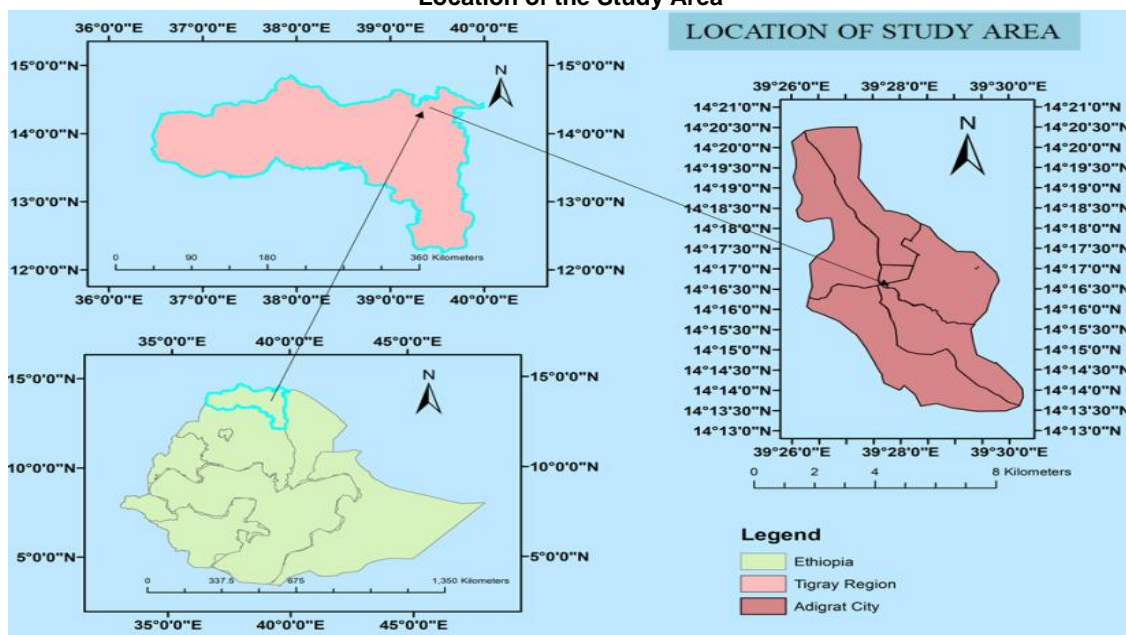 Location of the Study Area
LOCATION OF STUDY AREA
36°0'0"E 37°0'0"E 38°0'0"E 39°0'0"E 40°0'0"E
15°0'0"N 15°0'0"N
N
14°0'0"N 14°0'0"N
13°0'0"N 13°0'0"N
0 90 180 360 Kilometers
12°0'0"N 12°0'0"N
36°0'0"E 37°0'0"E 38°0'0"E 39°0'0"E 40°0'0"E
35°0'0"E 40°0'0"E 45°0'0"E
15°0'0"N 15°0'0"N
N
10°0'0"N 10°0'0"N
5°0'0"N 5°0'0"N
0 337.5 675 1,350 Kilometers
35°0'0"E 40°0'0"E 45°0'0"E
39°26'0"E 39°28'0"E 39°30'0"E
14°21'0"N 14°21'0"N
14°20'30"N 14°20'30"N
N
14°20'0"N 14°20'0"N
14°19'30"N 14°19'30"N
14°19'0"N 14°19'0"N
14°18'30"N 14°18'30"N
14°18'0"N 14°18'0"N
14°17'30"N 14°17'30"N
14°17'0"N 14°17'0"N
14°16'30"N 14°16'30"N
14°16'0"N 14°16'0"N
14°15'30"N 14°15'30"N
14°15'0"N 14°15'0"N
14°14'30"N 14°14'30"N
14°14'0"N 14°14'0"N
14°13'30"N 14°13'30"N
14°13'0"N 14°13'0"N
39°26'0"E 39°28'0"E 39°30'0"E
0 2 4 8 Kilometers
Legend
Ethiopia
Tigray Region
Adigrat City